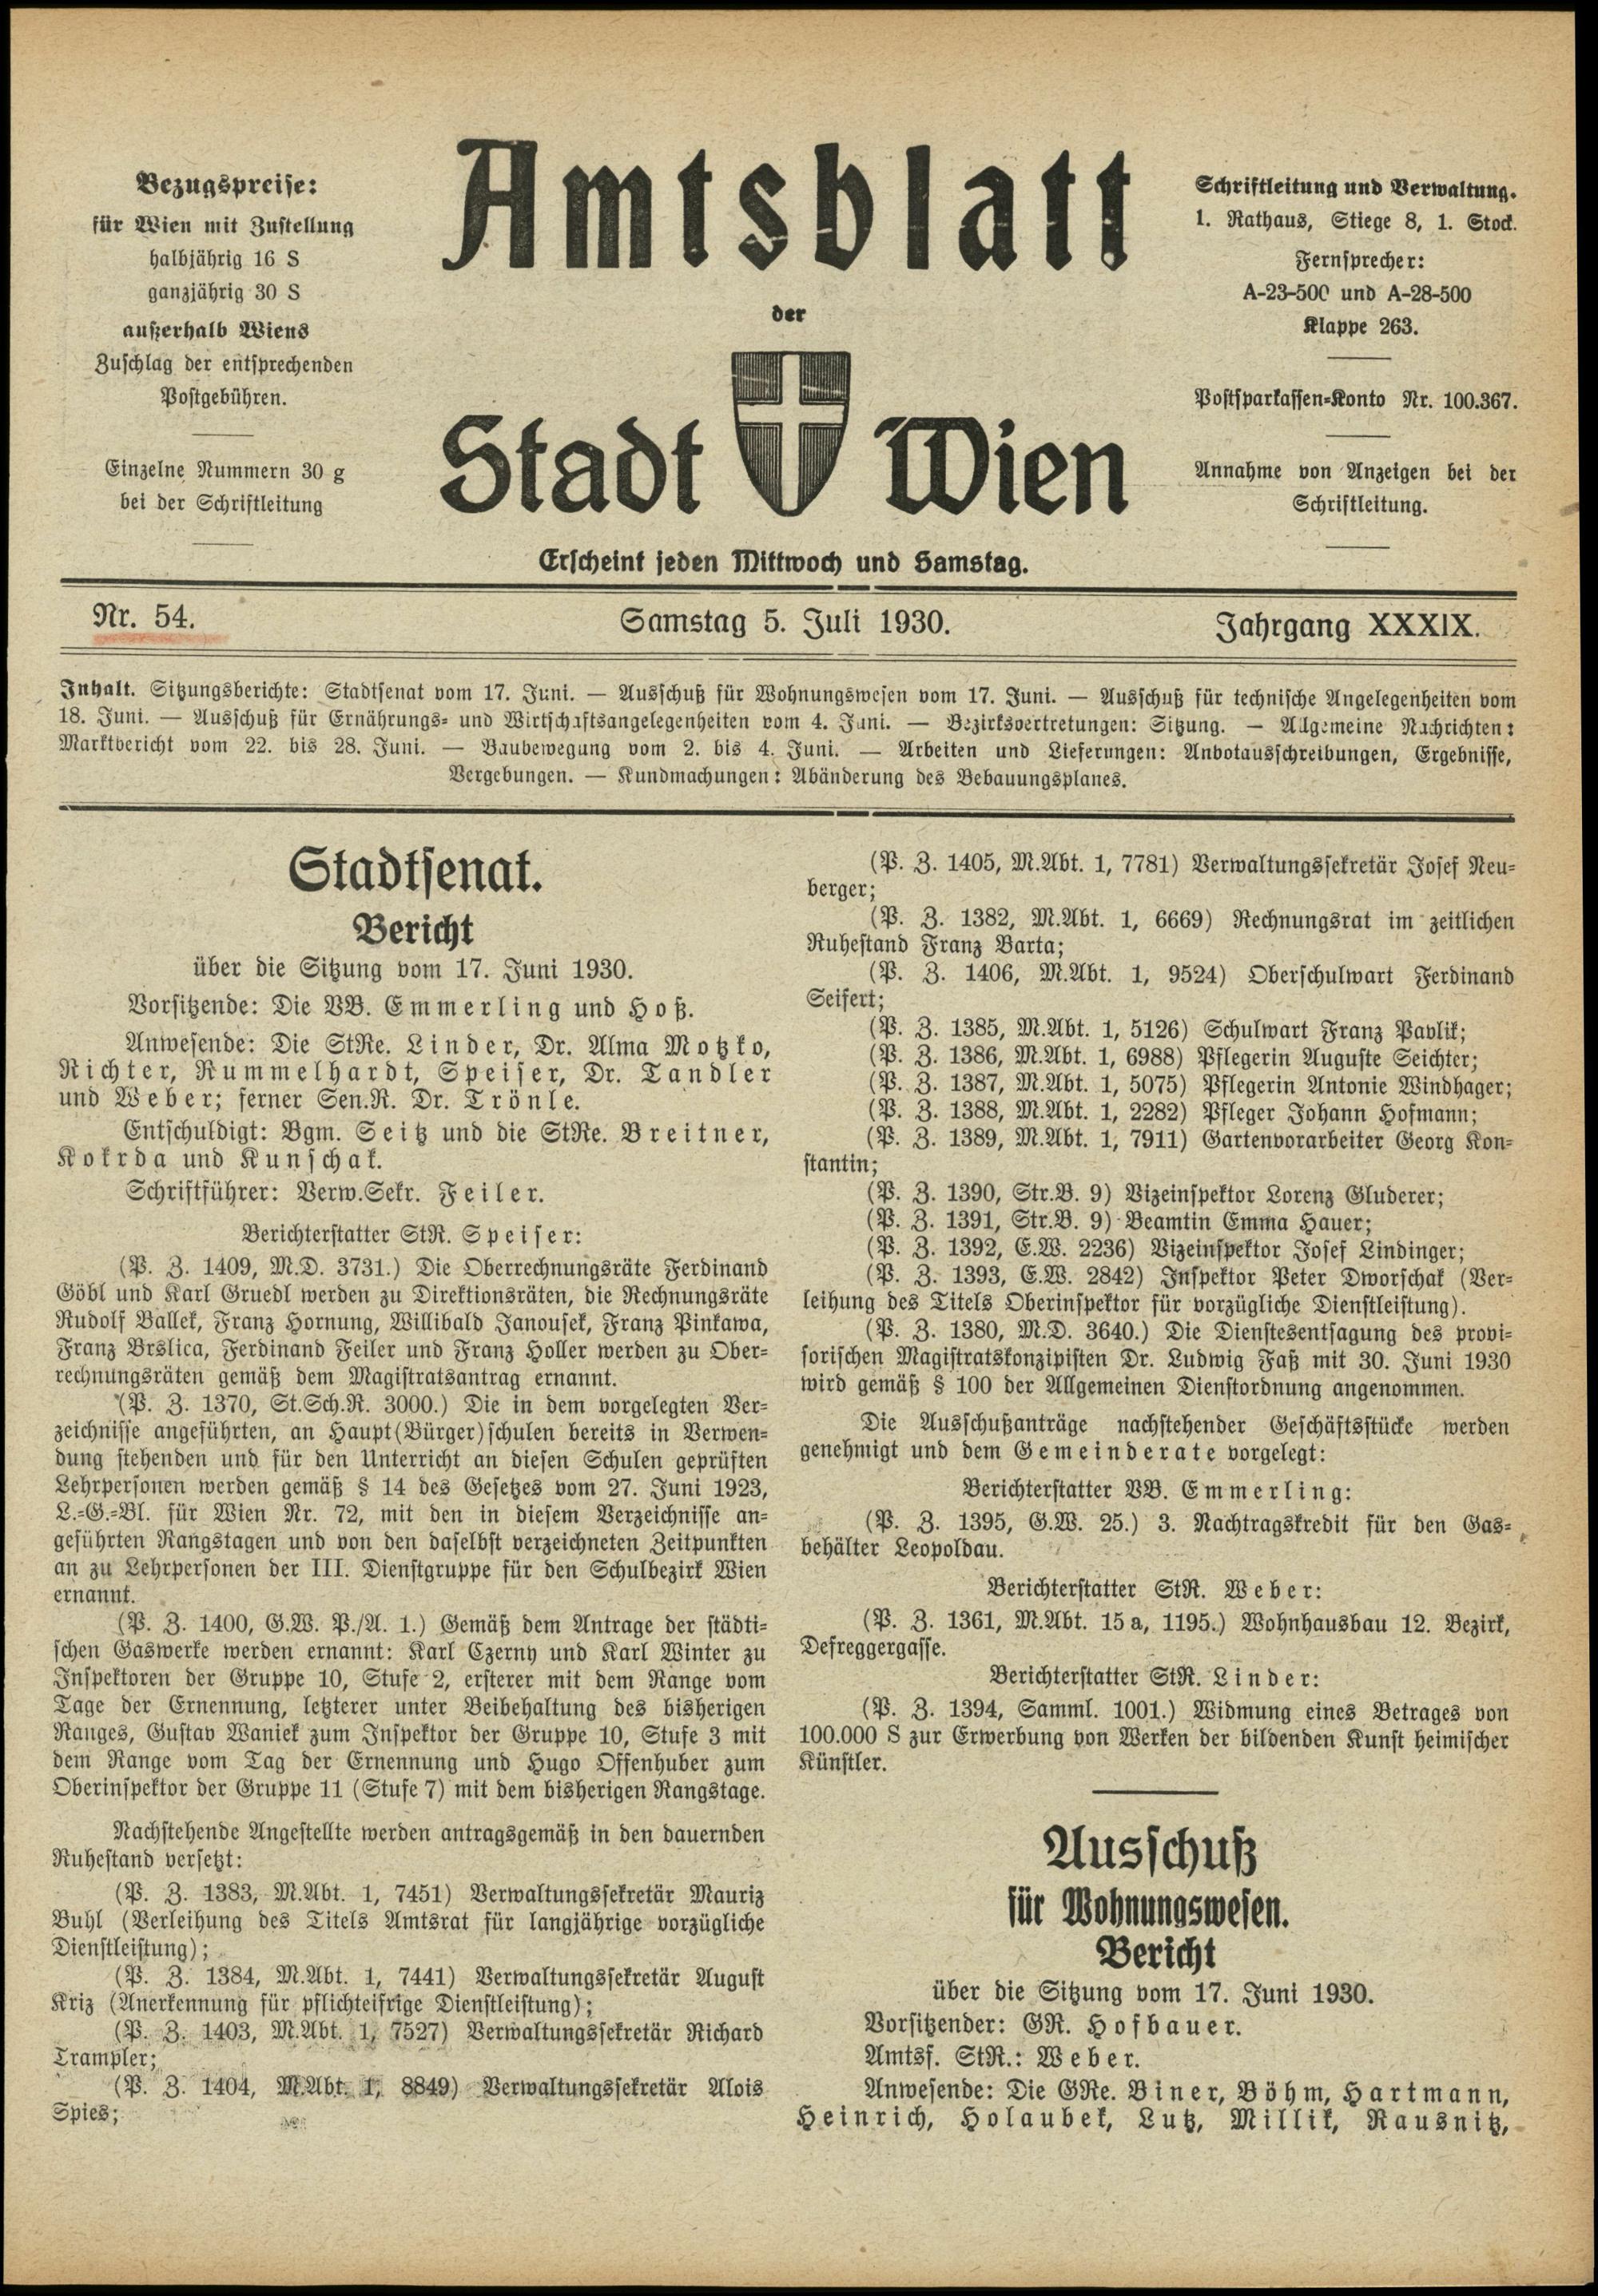 Bezugspreise:
für Wien mit Zustellung
halbjährig 16 S
ganzjährig 30 S
außerhalb Wiens
Zuschlag der entsprechenden
Postgebühren.
Einzelne Nummern 30 g
bei der Schriftleitung
Amtsblatt
der
Stadt Wien
Erscheint jeden Mittwoch und Samstag.
Schriftleitung und Verwaltung.
1. Rathaus, Stiege 8, 1. Stock.
Fernsprecher:
A-23-500 und A-28-500
Klappe 263.
Postsparkassen-Konto Nr. 100.367.
Annahme von Anzeigen bei der
Schriftleitung.
Nr. 54.
Samstag 5. Juli 1930.
Jahrgang XXXIX.
Inhalt. Sitzungsberichte: Stadtsenat vom 17. Juni. — Ausschuß für Wohnungswesen vom 17. Juni. — Ausschuß für technische Angelegenheiten vom
18. Juni. — Ausschuß für Ernährungs- und Wirtschaftsangelegenheiten vom 4. Juni. — Bezirksvertretungen: Sitzung. — Allgemeine Nachrichten:
Marktbericht vom 22. bis 28. Juni. — Baubewegung vom 2. bis 4. Juni. — Arbeiten und Lieferungen: Anbotausschreibungen, Ergebnisse,
Vergebungen. — Kundmachungen: Abänderung des Bebauungsplanes.
Stadtsenat.
Bericht
über die Sitzung vom 17. Juni 1930.
Vorsitzende: Die VB. Emmerling und Hoß.
Anwesende: Die StRe. Linder, Dr. Alma Motzko,
Richter, Rummelhardt, Speiser, Dr. Tandler
und Weber; ferner Sen.R. Dr. Trönle.
Entschuldigt: Bgm. Seitz und die StRe. Breitner,
Kokrda und Kunschak.
Schriftführer: Verw.Sekr. Feiler.
Berichterstatter StR. Speiser:
(P. Z. 1409, M.D. 3731.) Die Oberrechnungsräte Ferdinand
Göbl und Karl Gruedl werden zu Direktionsräten, die Rechnungsräte
Rudolf Ballek, Franz Hornung, Willibald Janousek, Franz Pinkawa,
Franz Brslica, Ferdinand Feiler und Franz Holler werden zu Ober-
rechnungsräten gemäß dem Magistratsantrag ernannt.
(P. Z. 1370, St.Sch.R. 3000.) Die in dem vorgelegten Ver-
zeichnisse angeführten, an Haupt(Bürger)schulen bereits in Verwen-
dung stehenden und für den Unterricht an diesen Schulen geprüften
Lehrpersonen werden gemäß § 14 des Gesetzes vom 27. Juni 1923,
L.-G.-Bl. für Wien Nr. 72, mit den in diesem Verzeichnisse an-
geführten Rangstagen und von den daselbst verzeichneten Zeitpunkten
an zu Lehrpersonen der III. Dienstgruppe für den Schulbezirk Wien
ernannt.
(P. Z. 1400, G.W. P./A. 1.) Gemäß dem Antrage der städti-
schen Gaswerke werden ernannt: Karl Czerny und Karl Winter zu
Inspektoren der Gruppe 10, Stufe 2, ersterer mit dem Range vom
Tage der Ernennung, letzterer unter Beibehaltung des bisherigen
Ranges, Gustav Waniek zum Inspektor der Gruppe 10, Stufe 3 mit
dem Range vom Tag der Ernennung und Hugo Offenhuber zum
Oberinspektor der Gruppe 11 (Stufe 7) mit dem bisherigen Rangstage.
Nachstehende Angestellte werden antragsgemäß in den dauernden
Ruhestand versetzt:
(P. Z. 1383, M.Abt. 1, 7451) Verwaltungssekretär Mauriz
Buhl (Verleihung des Titels Amtsrat für langjährige vorzügliche
Dienstleistung);
(P. Z. 1384, M.Abt. 1, 7441) Verwaltungssekretär August
Kriz (Anerkennung für pflichteifrige Dienstleistung);
(P. Z. 1403, M.Abt. 1, 7527) Verwaltungssekretär Richard
Trampler;
(P. Z. 1404, M.Abt. 1, 8849) Verwaltungssekretär Alois
Spies;
(P. Z. 1405, M.Abt. 1, 7781) Verwaltungssekretär Josef Neu-
berger;
(P. Z. 1382, M.Abt. 1, 6669) Rechnungsrat im zeitlichen
Ruhestand Franz Barta;
(P. Z. 1406, M.Abt. 1, 9524) Oberschulwart Ferdinand
Seifert;
(P. Z. 1385, M.Abt. 1, 5126) Schulwart Franz Pavlik;
(P. Z. 1386, M.Abt. 1, 6988) Pflegerin Auguste Seichter;
(P. Z. 1387, M.Abt. 1, 5075) Pflegerin Antonie Windhager;
(P. Z. 1388, M.Abt. 1, 2282) Pfleger Johann Hofmann;
(P. Z. 1389, M.Abt. 1, 7911) Gartenvorarbeiter Georg Kon-
stantin;
(P. Z. 1390, Str.B. 9) Vizeinspektor Lorenz Gluderer;
(P. Z. 1391, Str.B. 9) Beamtin Emma Hauer;
(P. Z. 1392, E.W. 2236) Vizeinspektor Josef Lindinger;
(P. Z. 1393, E.W. 2842) Inspektor Peter Dworschak (Ver-
leihung des Titels Oberinspektor für vorzügliche Dienstleistung).
(P. Z. 1380, M.D. 3640.) Die Dienstesentsagung des provi-
sorischen Magistratskonzipisten Dr. Ludwig Faß mit 30. Juni 1930
wird gemäß § 100 der Allgemeinen Dienstordnung angenommen.
Die Ausschußanträge nachstehender Geschäftsstücke werden
genehmigt und dem Gemeinderate vorgelegt:
Berichterstatter VB. Emmerling:
(P. Z. 1395, G.W. 25.) 3. Nachtragskredit für den Gas-
behälter Leopoldau.
Berichterstatter StR. Weber:
(P. Z. 1361, M.Abt. 15 a, 1195.) Wohnhausbau 12. Bezirk,
Defreggergasse.
Berichterstatter StR. Linder:
(P. Z. 1394, Samml. 1001.) Widmung eines Betrages von
100.000 S zur Erwerbung von Werken der bildenden Kunst heimischer
Künstler.
Ausschuß
für Wohnungswesen.
Bericht
über die Sitzung vom 17. Juni 1930.
Vorsitzender: GR. Hofbauer.
Amtsf. StR.: Weber.
Anwesende: Die GRe. Biner, Böhm, Hartmann,
Heinrich, Holaubek, Lutz, Millik, Rausnitz,